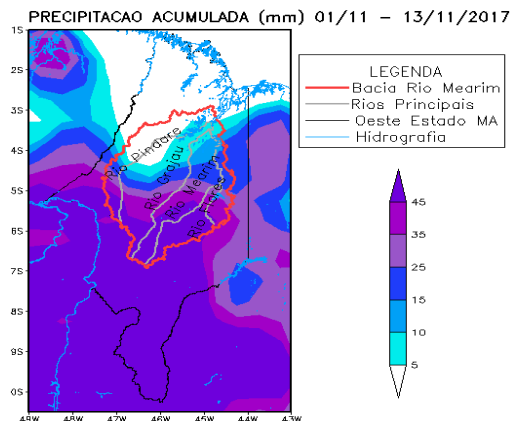 PRECIPITACAO ACUMULADA (mm) 01/11 – 13/11/2017
1S
2S
3S
4S
5S
6S
7S
8S
9S
0S
49W 48W 47W 46W 45W 44W 43W
Rio Pindare
Rio Grajau
Rio Mearim
Rio Flores
LEGENDA
Bacia Rio Mearim
Rios Principais
Oeste Estado MA
Hidrografia
45
35
25
15
10
5